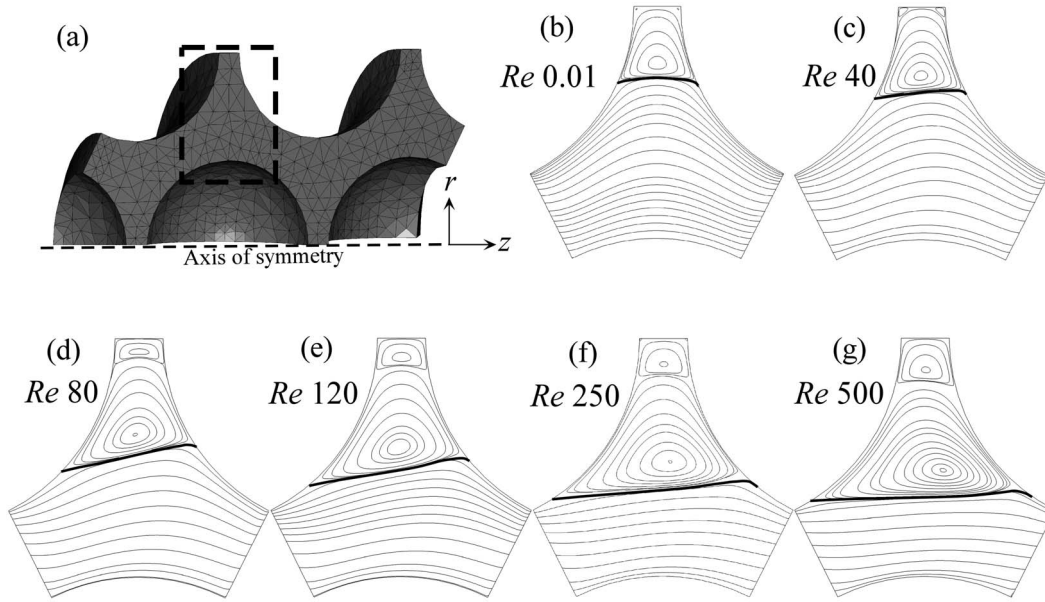 (a)
r
z
Axis of symmetry
(b)
Re 0.01
(c)
Re 40
(d)
Re 80
(e)
Re 120
(f)
Re 250
(g)
Re 500